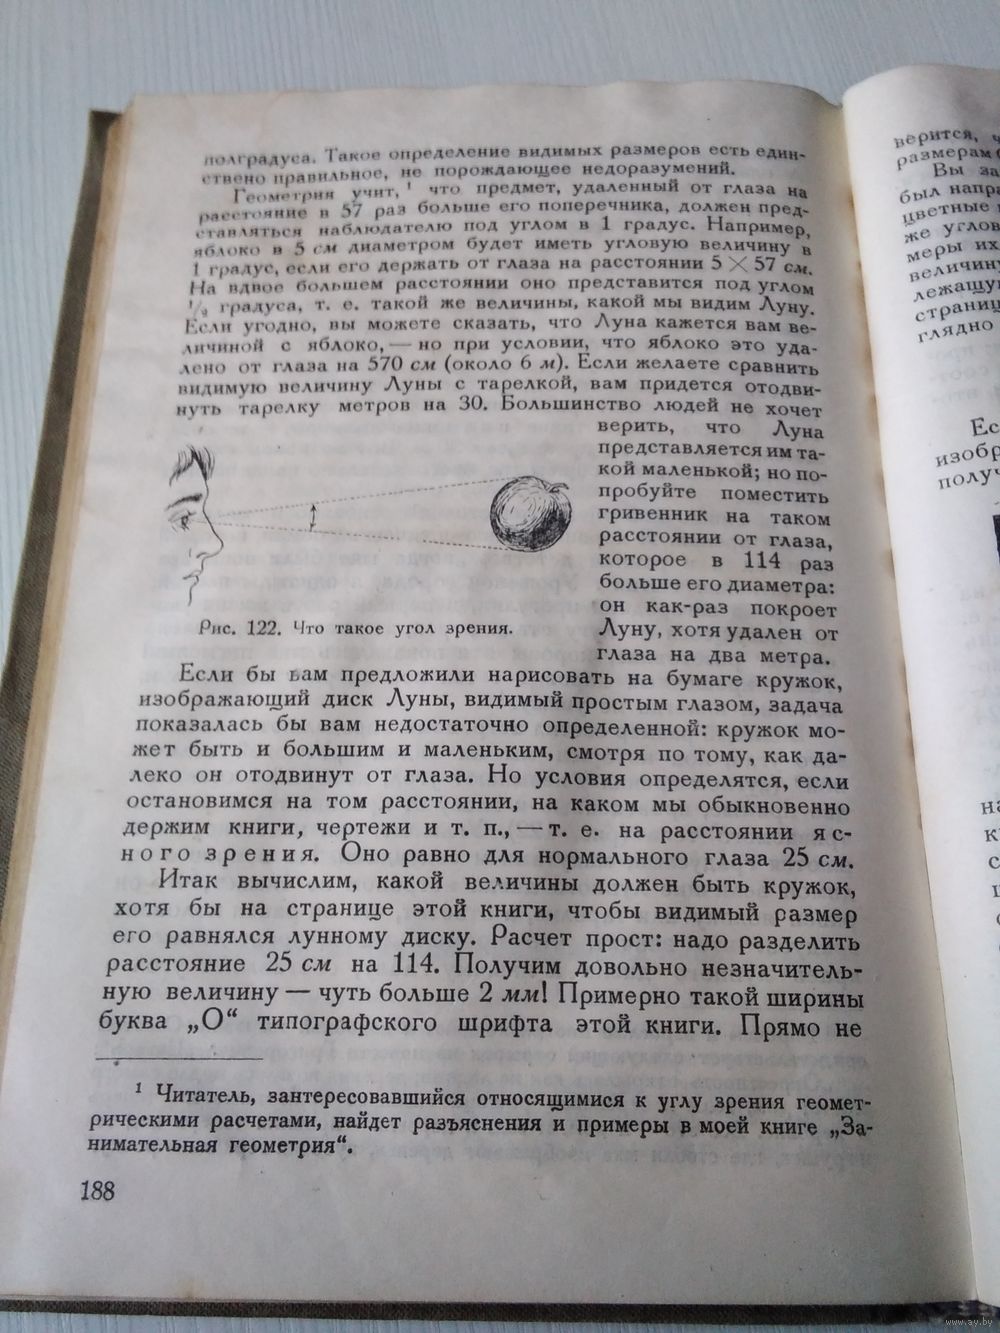 полградуса. Такое определение видимых размеров есть един-
ственно правильное, не порождающее недоразумений.
Геометрия учит,¹ что предмет, удаленный от глаза на
расстояние в 57 раз больше его поперечника, должен пред-
ставляться наблюдателю под углом в 1 градус. Например,
яблоко в 5 см диаметром будет иметь угловую величину в
1 градус, если его держать от глаза на расстоянии 5 × 57 см.
На вдвое большем расстоянии оно представится под углом
½ градуса, т. е. такой же величины, какой мы видим Луну.
Если угодно, вы можете сказать, что Луна кажется вам ве-
личиной с яблоко, — но при условии, что яблоко это уда-
лено от глаза на 570 см (около 6 м). Если желаете сравнить
видимую величину Луны с тарелкой, вам придется отодви-
нуть тарелку метров на 30. Большинство людей не хочет
верить, что Луна
представляется им та-
кой маленькой; но по-
пробуйте поместить
гривенник на таком
расстоянии от глаза,
которое в 114 раз
больше его диаметра:
он как-раз покроет
Луну, хотя удален от
глаза на два метра.
Рис. 122. Что такое угол зрения.
Если бы вам предложили нарисовать на бумаге кружок,
изображающий диск Луны, видимый простым глазом, задача
показалась бы вам недостаточно определенной: кружок мо-
жет быть и большим и маленьким, смотря по тому, как да-
леко он отодвинут от глаза. Но условия определятся, если
остановимся на том расстоянии, на каком мы обыкновенно
держим книги, чертежи и т. п., — т. е. на расстоянии яс-
ного зрения. Оно равно для нормального глаза 25 см.
Итак вычислим, какой величины должен быть кружок,
хотя бы на странице этой книги, чтобы видимый размер
его равнялся лунному диску. Расчет прост: надо разделить
расстояние 25 см на 114. Получим довольно незначитель-
ную величину — чуть больше 2 мм! Примерно такой ширины
буква „О“ типографского шрифта этой книги. Прямо не
¹ Читатель, заинтересовавшийся относящимися к углу зрения геомет-
рическими расчетами, найдет разъяснения и примеры в моей книге „За-
нимательная геометрия“.
188
верится, ч
размерам
Вы за
был напра
цветные
же углов
меры их
величин
лежащу
страниц
глядно
Ес
изобр
получ
www.ay.by